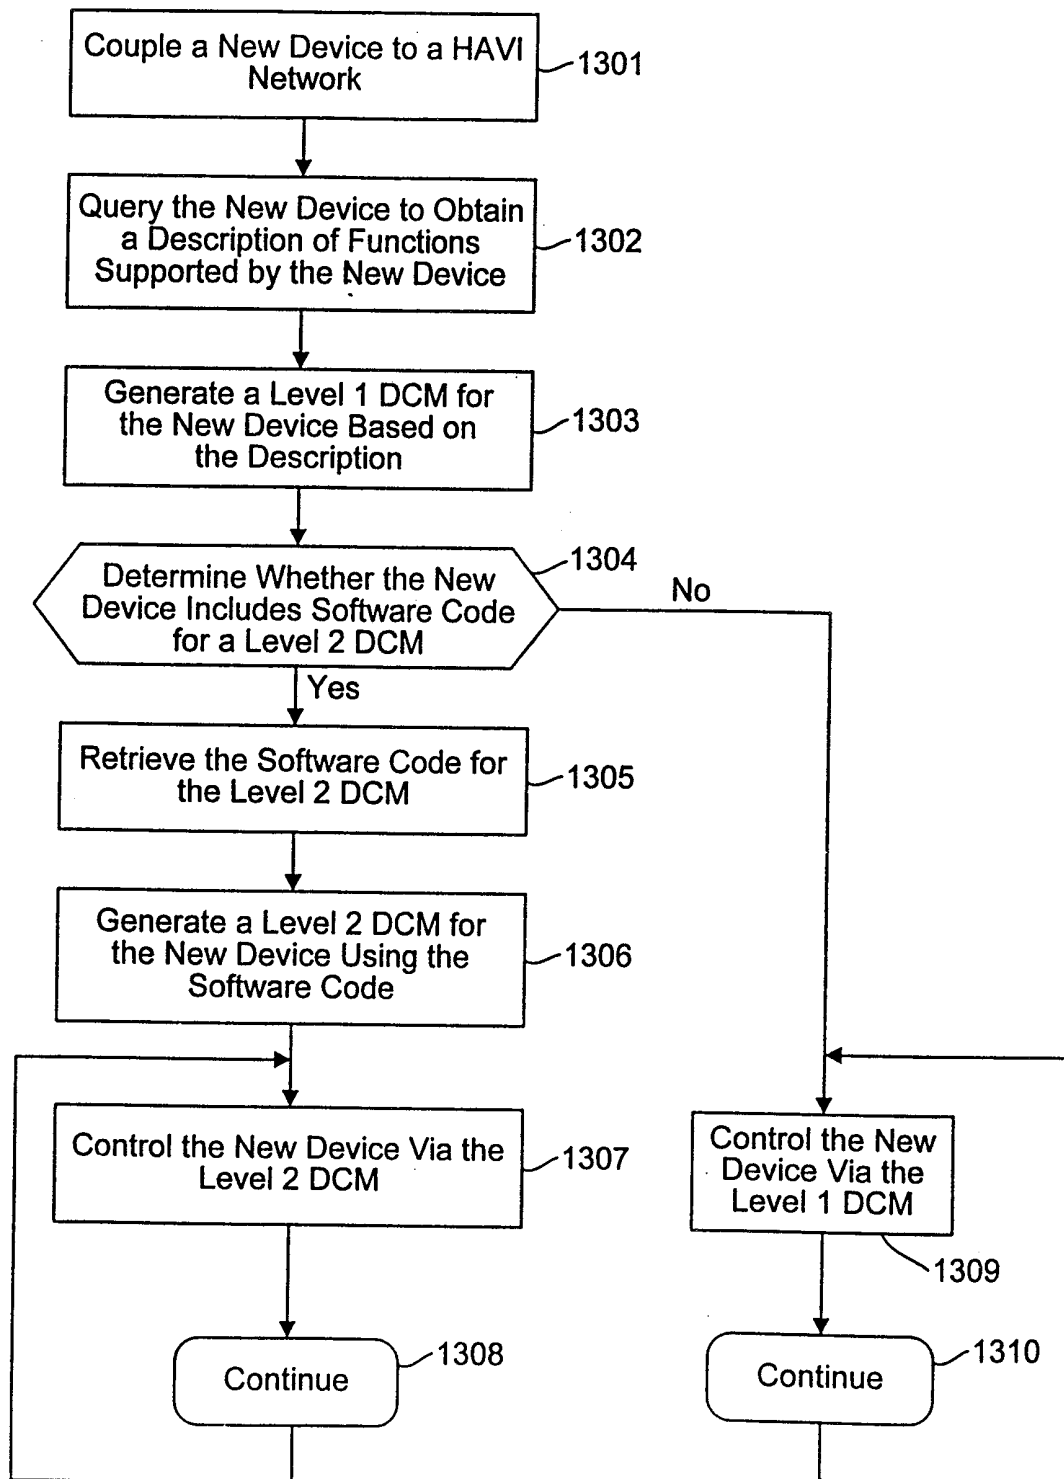 Couple a New Device to a HAVI
Network
1301
Query the New Device to Obtain
a Description of Functions
Supported by the New Device
1302
Generate a Level 1 DCM for
the New Device Based on
the Description
1303
Determine Whether the New
Device Includes Software Code
for a Level 2 DCM
1304
No
Yes
Retrieve the Software Code for
the Level 2 DCM
1305
Generate a Level 2 DCM for
the New Device Using the
Software Code
1306
Control the New Device Via the
Level 2 DCM
1307
Control the New
Device Via the
Level 1 DCM
1309
Continue
1308
Continue
1310